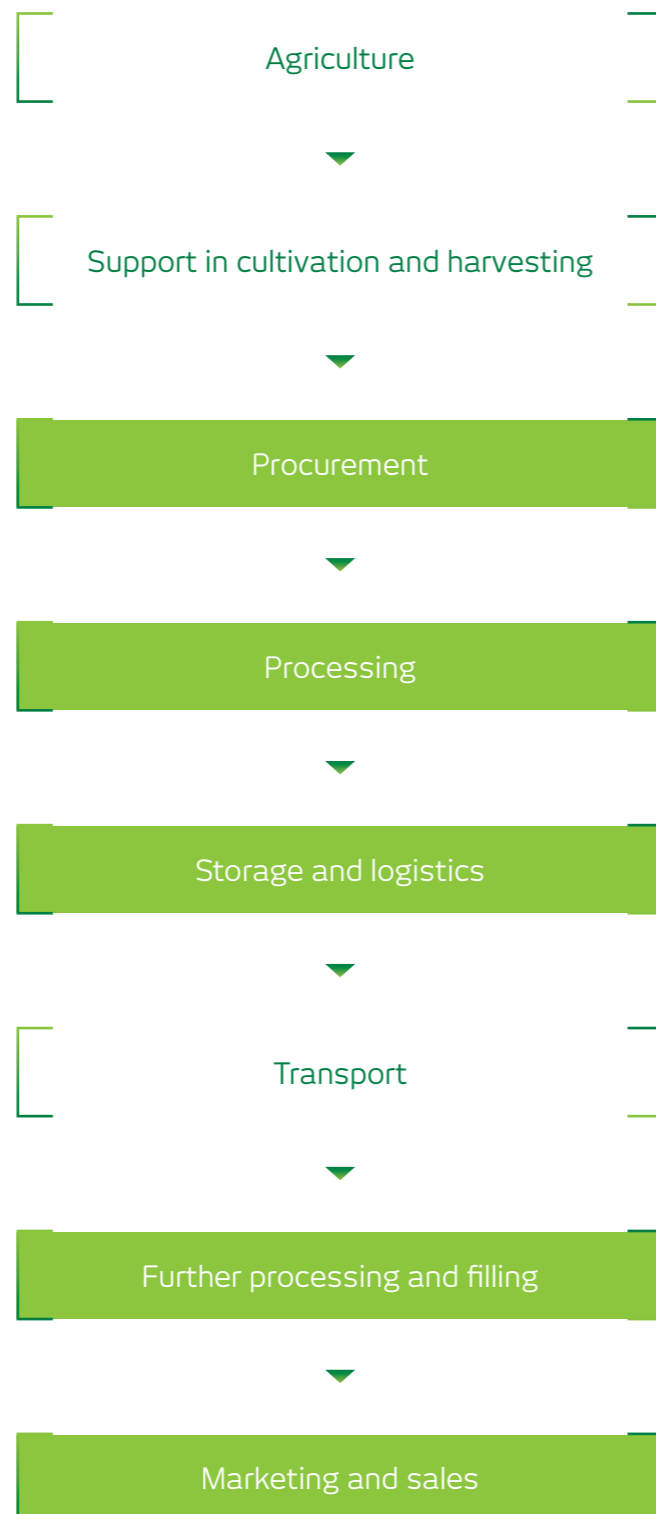 Agriculture
Support in cultivation and harvesting
Procurement
Processing
Storage and logistics
Transport
Further processing and filling
Marketing and sales